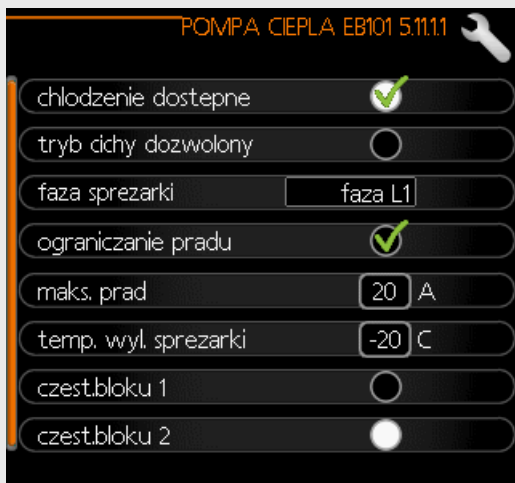 POMPA CIEPLA EB101 5.11.1.1
chlodzenie dostepne
tryb cichy dozwolony
faza sprezarki faza L1
ograniczanie pradu
maks. prad 20 A
temp. wyl. sprezarki -20 C
czest.bloku 1
czest.bloku 2